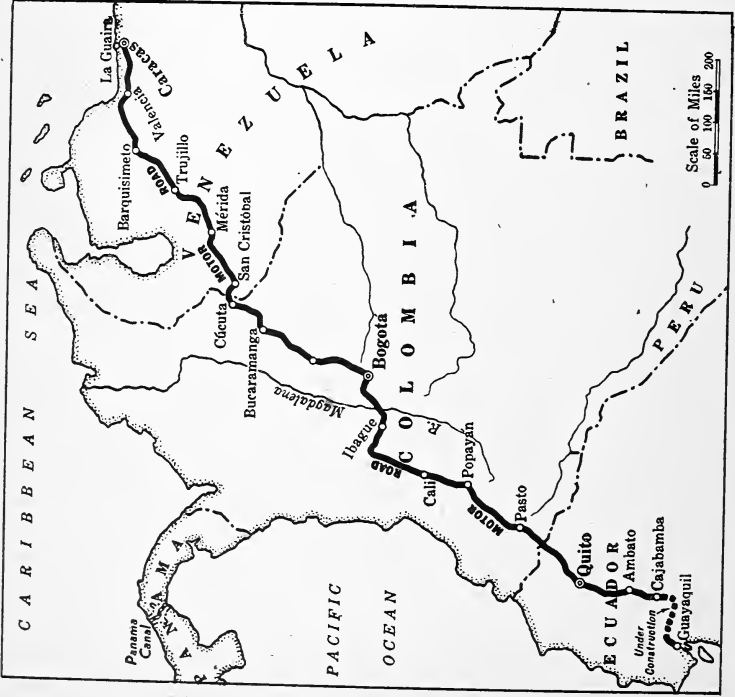 CARIBBEAN SEA
La Guaira
Caracas
Valencia
Barquisimeto
Trujillo
MOTOR ROAD
Mérida
San Cristóbal
VENEZUELA
Cúcuta
Bucaramanga
Bogotá
Magdalena
R.
Ibague
COLOMBIA
MOTOR ROAD
Cali
Popayán
Pasto
Quito
ECUADOR
Ambato
Cajabamba
Under
Construction
Guayaquil
PERU
BRAZIL
PANAMA
Panama
Canal
PACIFIC
OCEAN
Scale of Miles
0 50 100 150 200